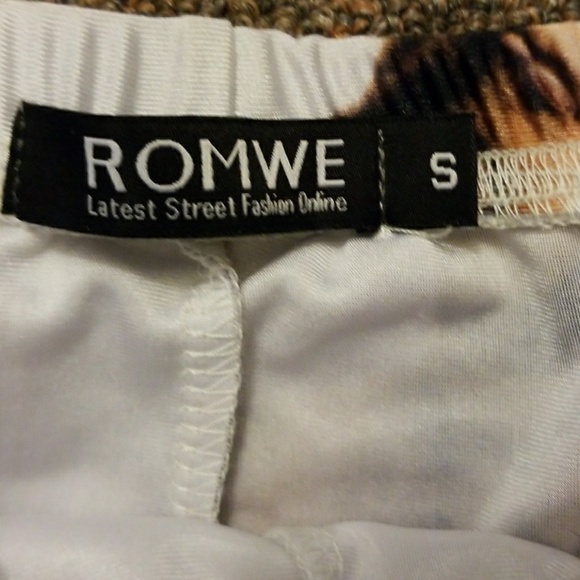 ROMWE
Latest Street Fashion Online
S